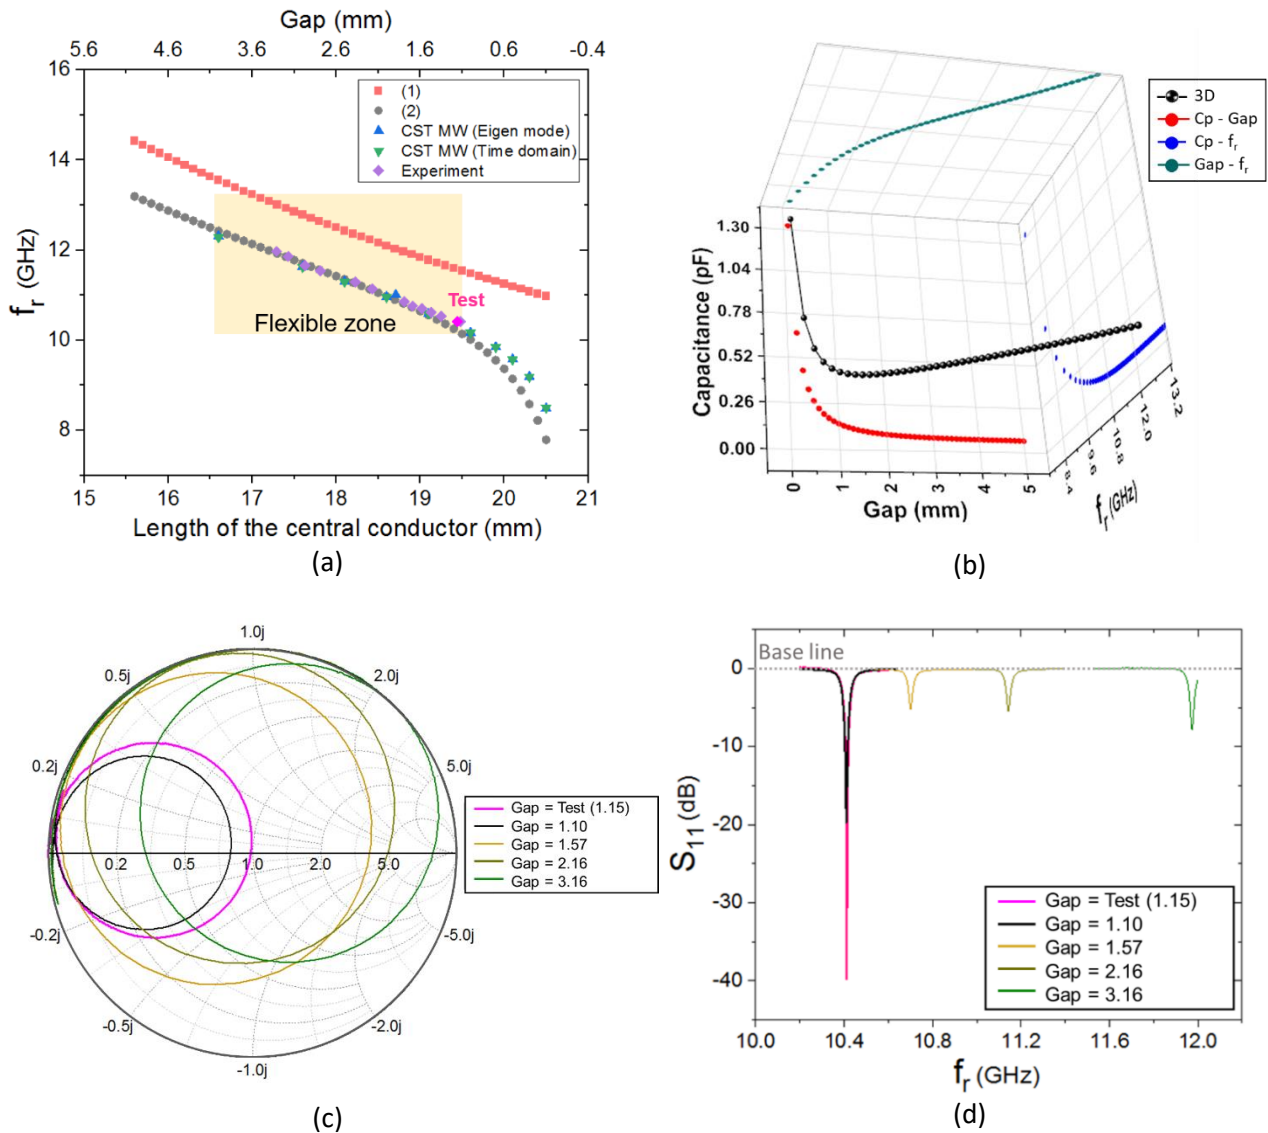 Gap (mm)
5.6 4.6 3.6 2.6 1.6 0.6 -0.4
16
14
12
10
8
f_r (GHz)
(1)
(2)
CST MW (Eigen mode)
CST MW (Time domain)
Experiment
Test
Flexible zone
15 16 17 18 19 20 21
Length of the central conductor (mm)
(a)
3D
Cp - Gap
Cp - f_r
Gap - f_r
1.30
1.04
0.78
0.52
0.26
0.00
Capacitance (pF)
0 1 2 3 4 5
Gap (mm)
8.4 9.6 10.8 12.0 13.2
f_r (GHz)
(b)
1.0j
0.5j 2.0j
0.2j 5.0j
0.2 0.5 1.0 2.0 5.0
-0.2j -5.0j
-0.5j -2.0j
-1.0j
Gap = Test (1.15)
Gap = 1.10
Gap = 1.57
Gap = 2.16
Gap = 3.16
(c)
Base line
0
-10
-20
-30
-40
S_11 (dB)
Gap = Test (1.15)
Gap = 1.10
Gap = 1.57
Gap = 2.16
Gap = 3.16
10.0 10.4 10.8 11.2 11.6 12.0
f_r (GHz)
(d)